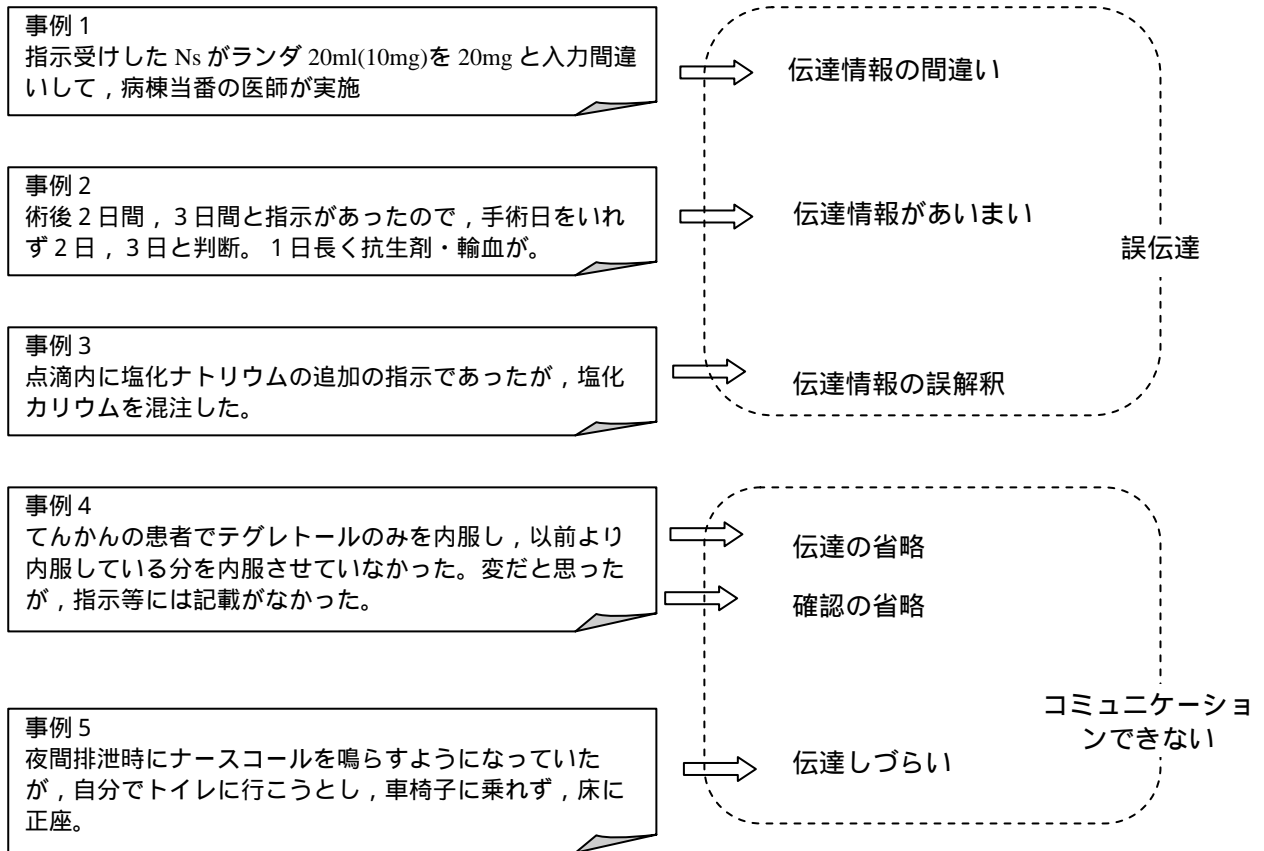 事例1
指示受けした Ns がランダ 20ml(10mg)を 20mg と入力間違
いして，病棟当番の医師が実施
伝達情報の間違い
事例2
術後2日間，3日間と指示があったので，手術日をいれ
ず2日，3日と判断。1日長く抗生剤・輸血が。
伝達情報があいまい
誤伝達
事例3
点滴内に塩化ナトリウムの追加の指示であったが，塩化
カリウムを混注した。
伝達情報の誤解釈
事例4
てんかんの患者でテグレトールのみを内服し，以前より
内服している分を内服させていなかった。変だと思った
が，指示等には記載がなかった。
伝達の省略
確認の省略
コミュニケーショ
ンできない
事例5
夜間排泄時にナースコールを鳴らすようになっていた
が，自分でトイレに行こうとし，車椅子に乗れず，床に
正座。
伝達しづらい